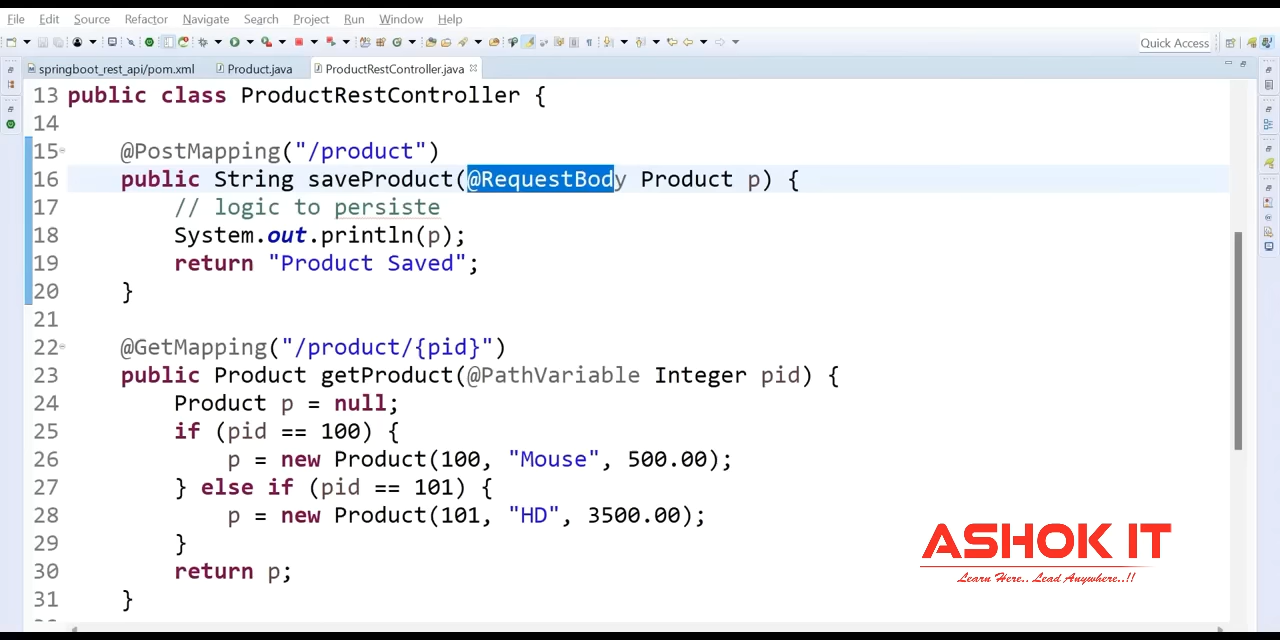 File Edit Source Refactor Navigate Search Project Run Window Help
Quick Access
springboot_rest_api/pom.xml Product.java ProductRestController.java
13 public class ProductRestController {
14
15 @PostMapping("/product")
16 public String saveProduct(@RequestBody Product p) {
17 // logic to persiste
18 System.out.println(p);
19 return "Product Saved";
20 }
21
22 @GetMapping("/product/{pid}")
23 public Product getProduct(@PathVariable Integer pid) {
24 Product p = null;
25 if (pid == 100) {
26 p = new Product(100, "Mouse", 500.00);
27 } else if (pid == 101) {
28 p = new Product(101, "HD", 3500.00);
29 }
30 return p;
31 }
ASHOK IT
Learn Here.. Lead Anywhere..!!